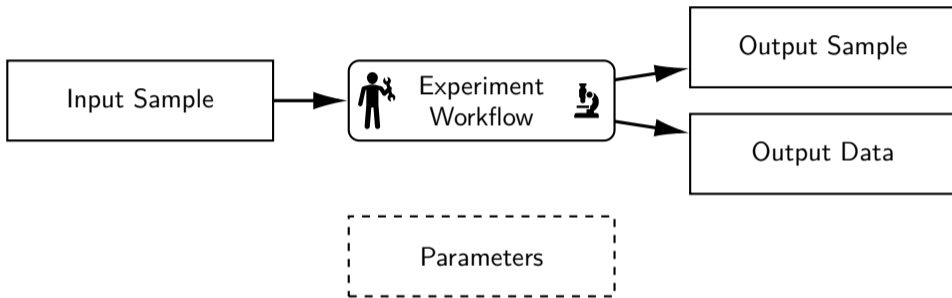 Input Sample
Experiment
Workflow
Output Sample
Output Data
Parameters